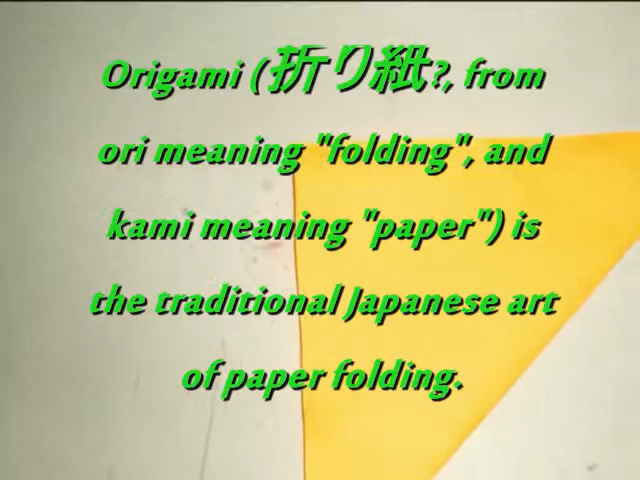 Origami (折り紙?, from
ori meaning "folding", and
kami meaning "paper") is
the traditional Japanese art
of paper folding.